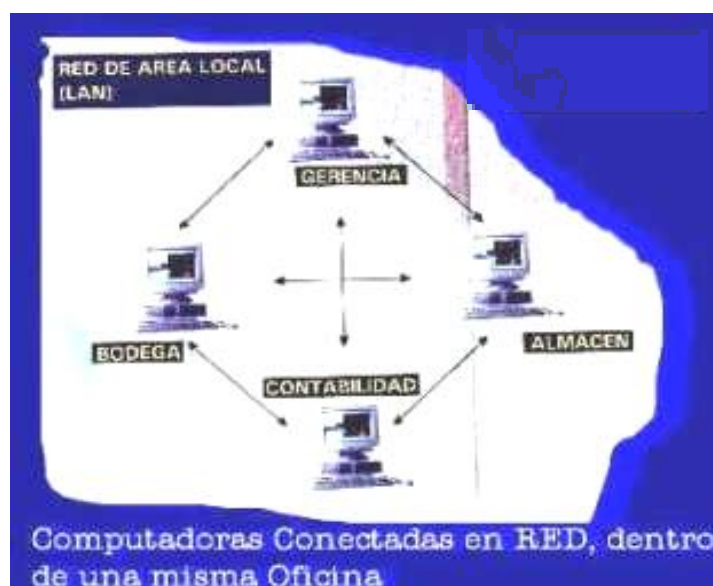 RED DE AREA LOCAL
(LAN)
GERENCIA
BODEGA
ALMACEN
CONTABILIDAD
Computadoras Conectadas en RED, dentro
de una misma Oficina